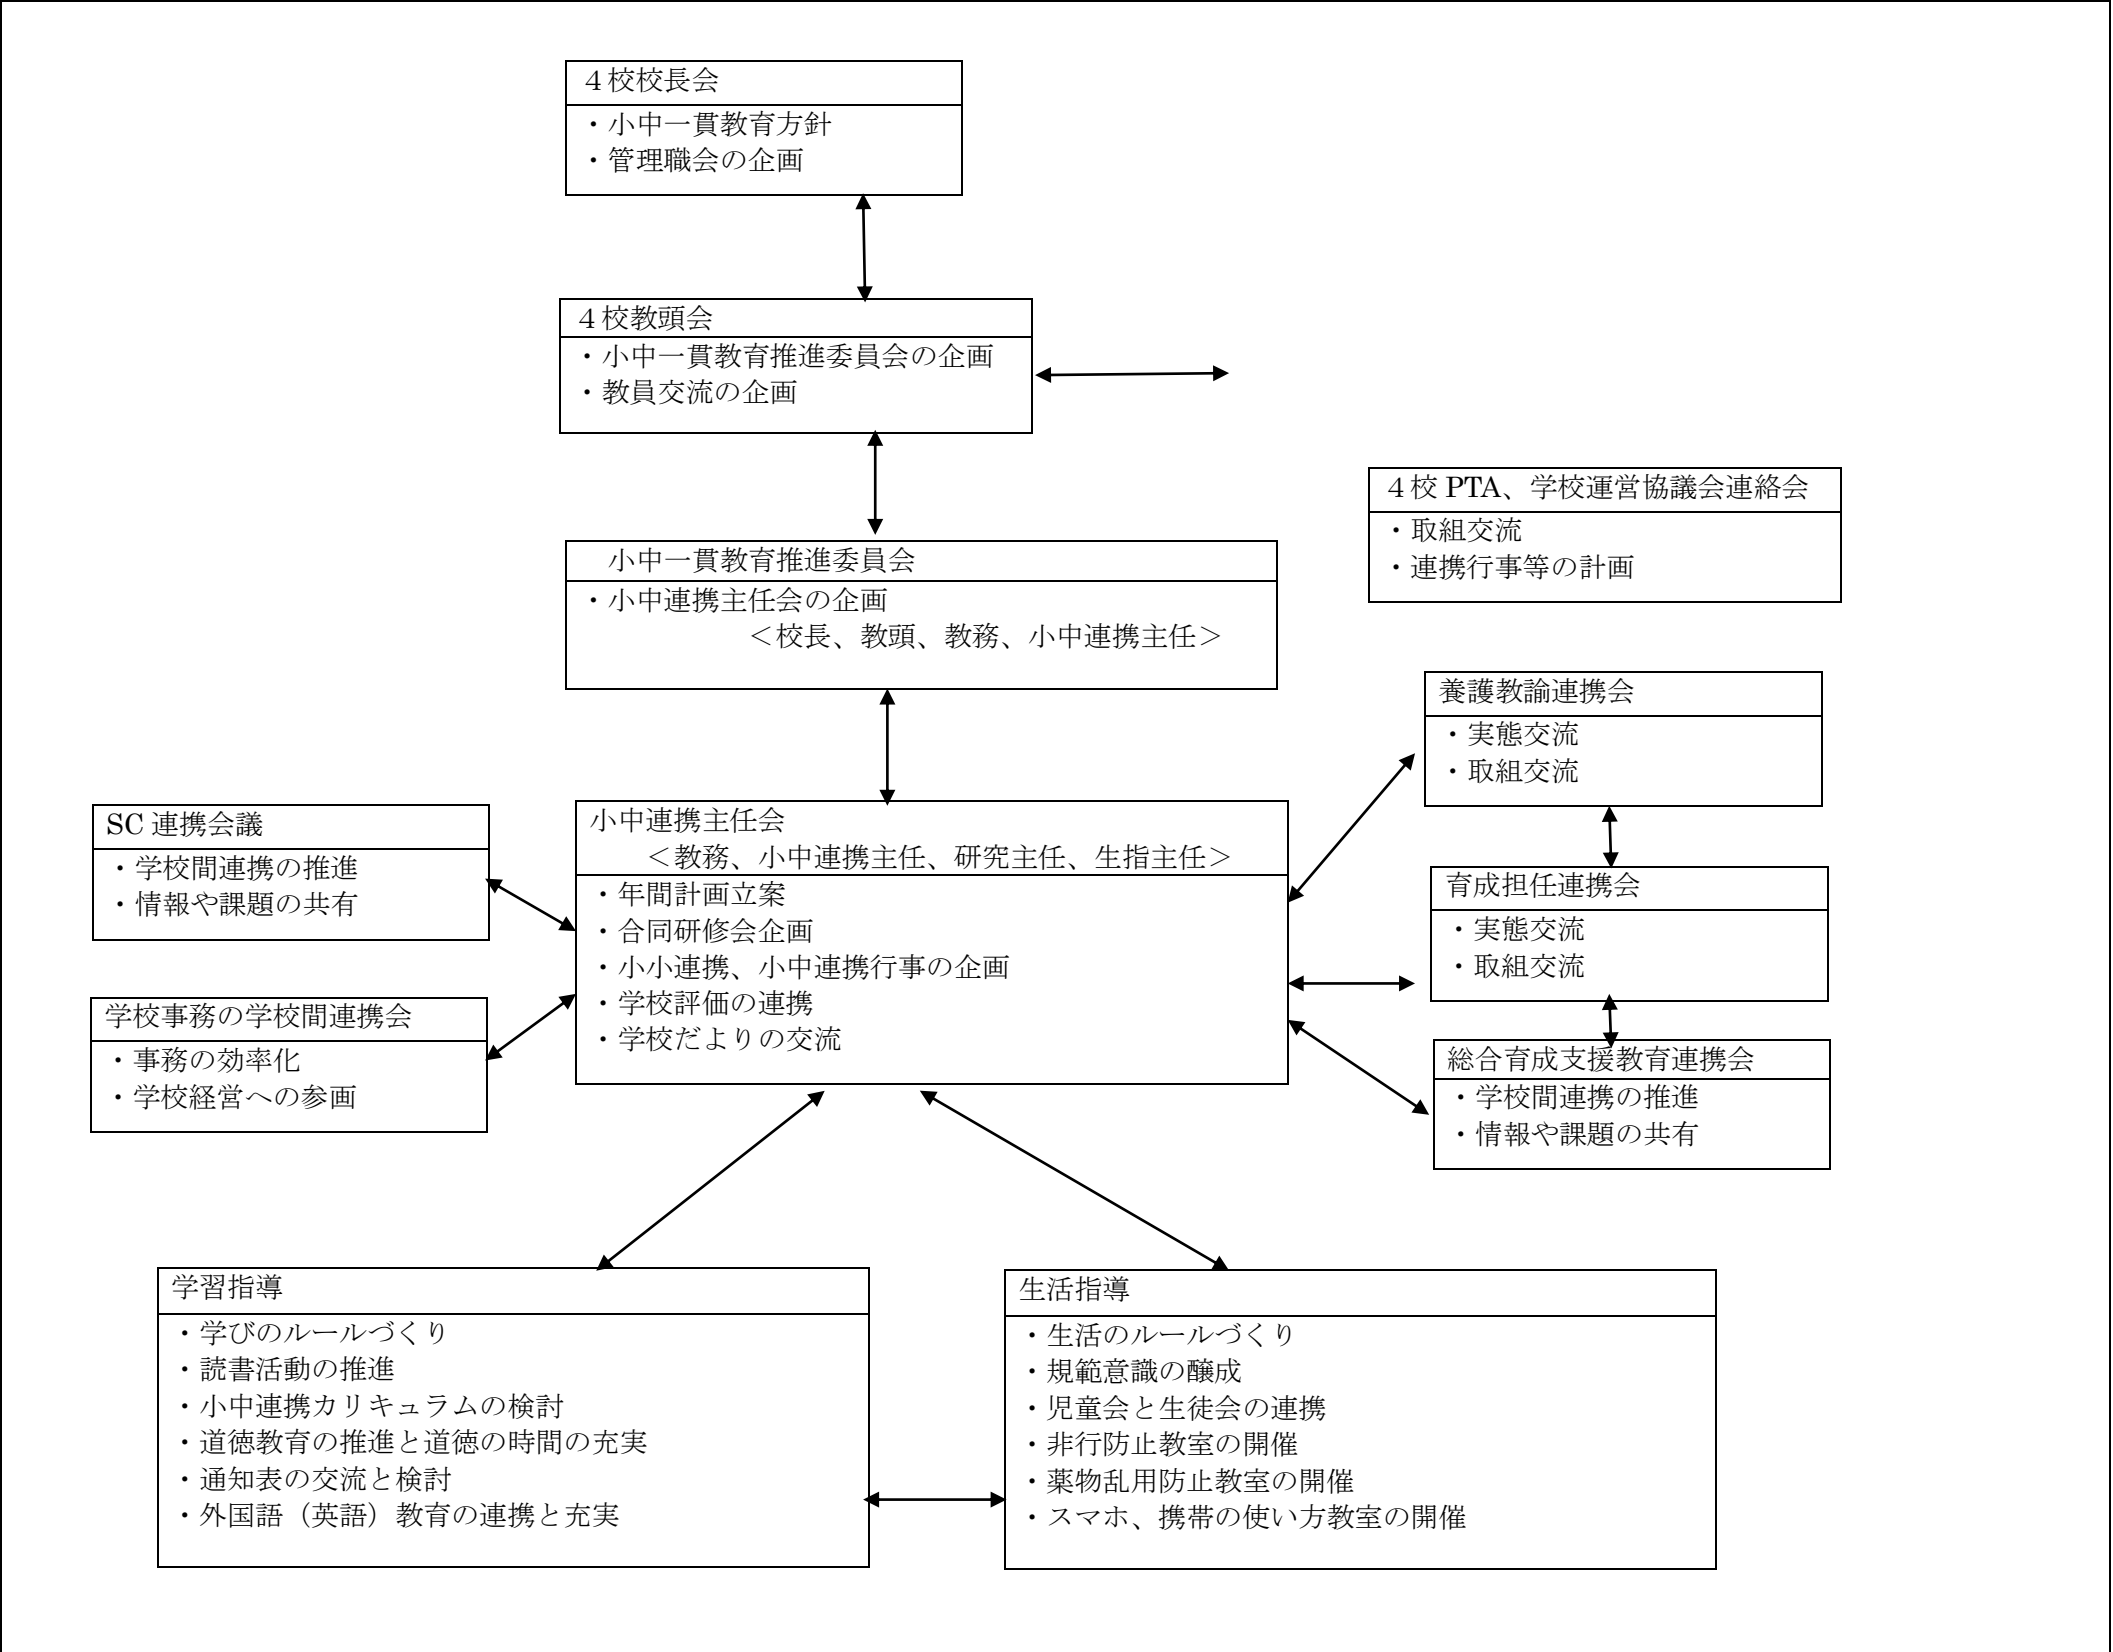 ４校校長会
・小中一貫教育方針
・管理職会の企画
４校教頭会
・小中一貫教育推進委員会の企画
・教員交流の企画
４校 PTA、学校運営協議会連絡会
・取組交流
・連携行事等の計画
小中一貫教育推進委員会
・小中連携主任会の企画
＜校長、教頭、教務、小中連携主任＞
養護教諭連携会
・実態交流
・取組交流
SC 連携会議
・学校間連携の推進
・情報や課題の共有
小中連携主任会
＜教務、小中連携主任、研究主任、生指主任＞
・年間計画立案
・合同研修会企画
・小小連携、小中連携行事の企画
・学校評価の連携
・学校だよりの交流
育成担任連携会
・実態交流
・取組交流
学校事務の学校間連携会
・事務の効率化
・学校経営への参画
総合育成支援教育連携会
・学校間連携の推進
・情報や課題の共有
学習指導
・学びのルールづくり
・読書活動の推進
・小中連携カリキュラムの検討
・道徳教育の推進と道徳の時間の充実
・通知表の交流と検討
・外国語（英語）教育の連携と充実
生活指導
・生活のルールづくり
・規範意識の醸成
・児童会と生徒会の連携
・非行防止教室の開催
・薬物乱用防止教室の開催
・スマホ、携帯の使い方教室の開催